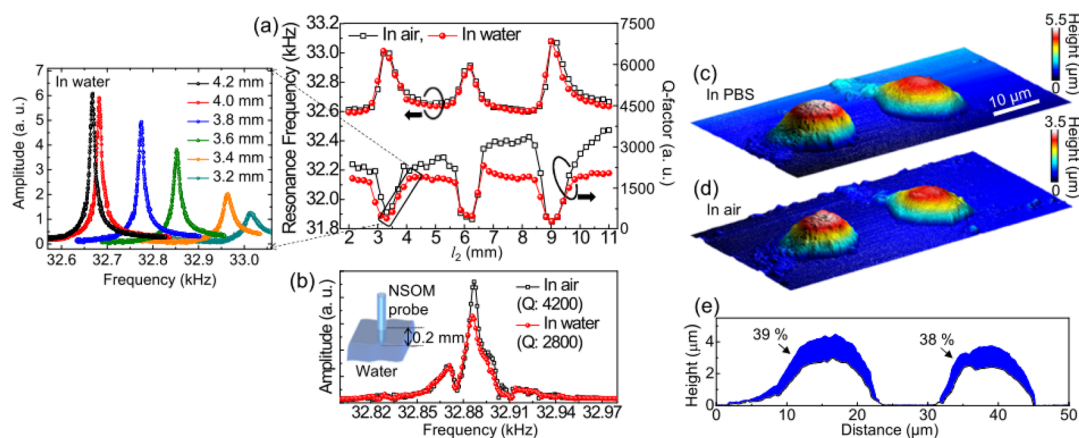 (a)
In water
4.2 mm
4.0 mm
3.8 mm
3.6 mm
3.4 mm
3.2 mm
Amplitude (a. u.)
7
6
5
4
3
2
1
0
32.6 32.7 32.8 32.9 33.0
Frequency (kHz)
In air, In water
Resonance Frequency (kHz)
33.2
33.0
32.8
32.6
32.4
32.2
32.0
31.8
Q-factor (a. u.)
7500
6000
4500
3000
1500
0
2 3 4 5 6 7 8 9 10 11
l2 (mm)
(b)
NSOM
probe
0.2 mm
Water
In air
(Q: 4200)
In water
(Q: 2800)
Amplitude (a. u.)
32.82 32.85 32.88 32.91 32.94 32.97
Frequency (kHz)
(c)
In PBS
10 µm
5.5
0
Height (µm)
(d)
In air
3.5
0
Height (µm)
(e)
39 %
38 %
Height (µm)
4
2
0
0 10 20 30 40 50
Distance (µm)